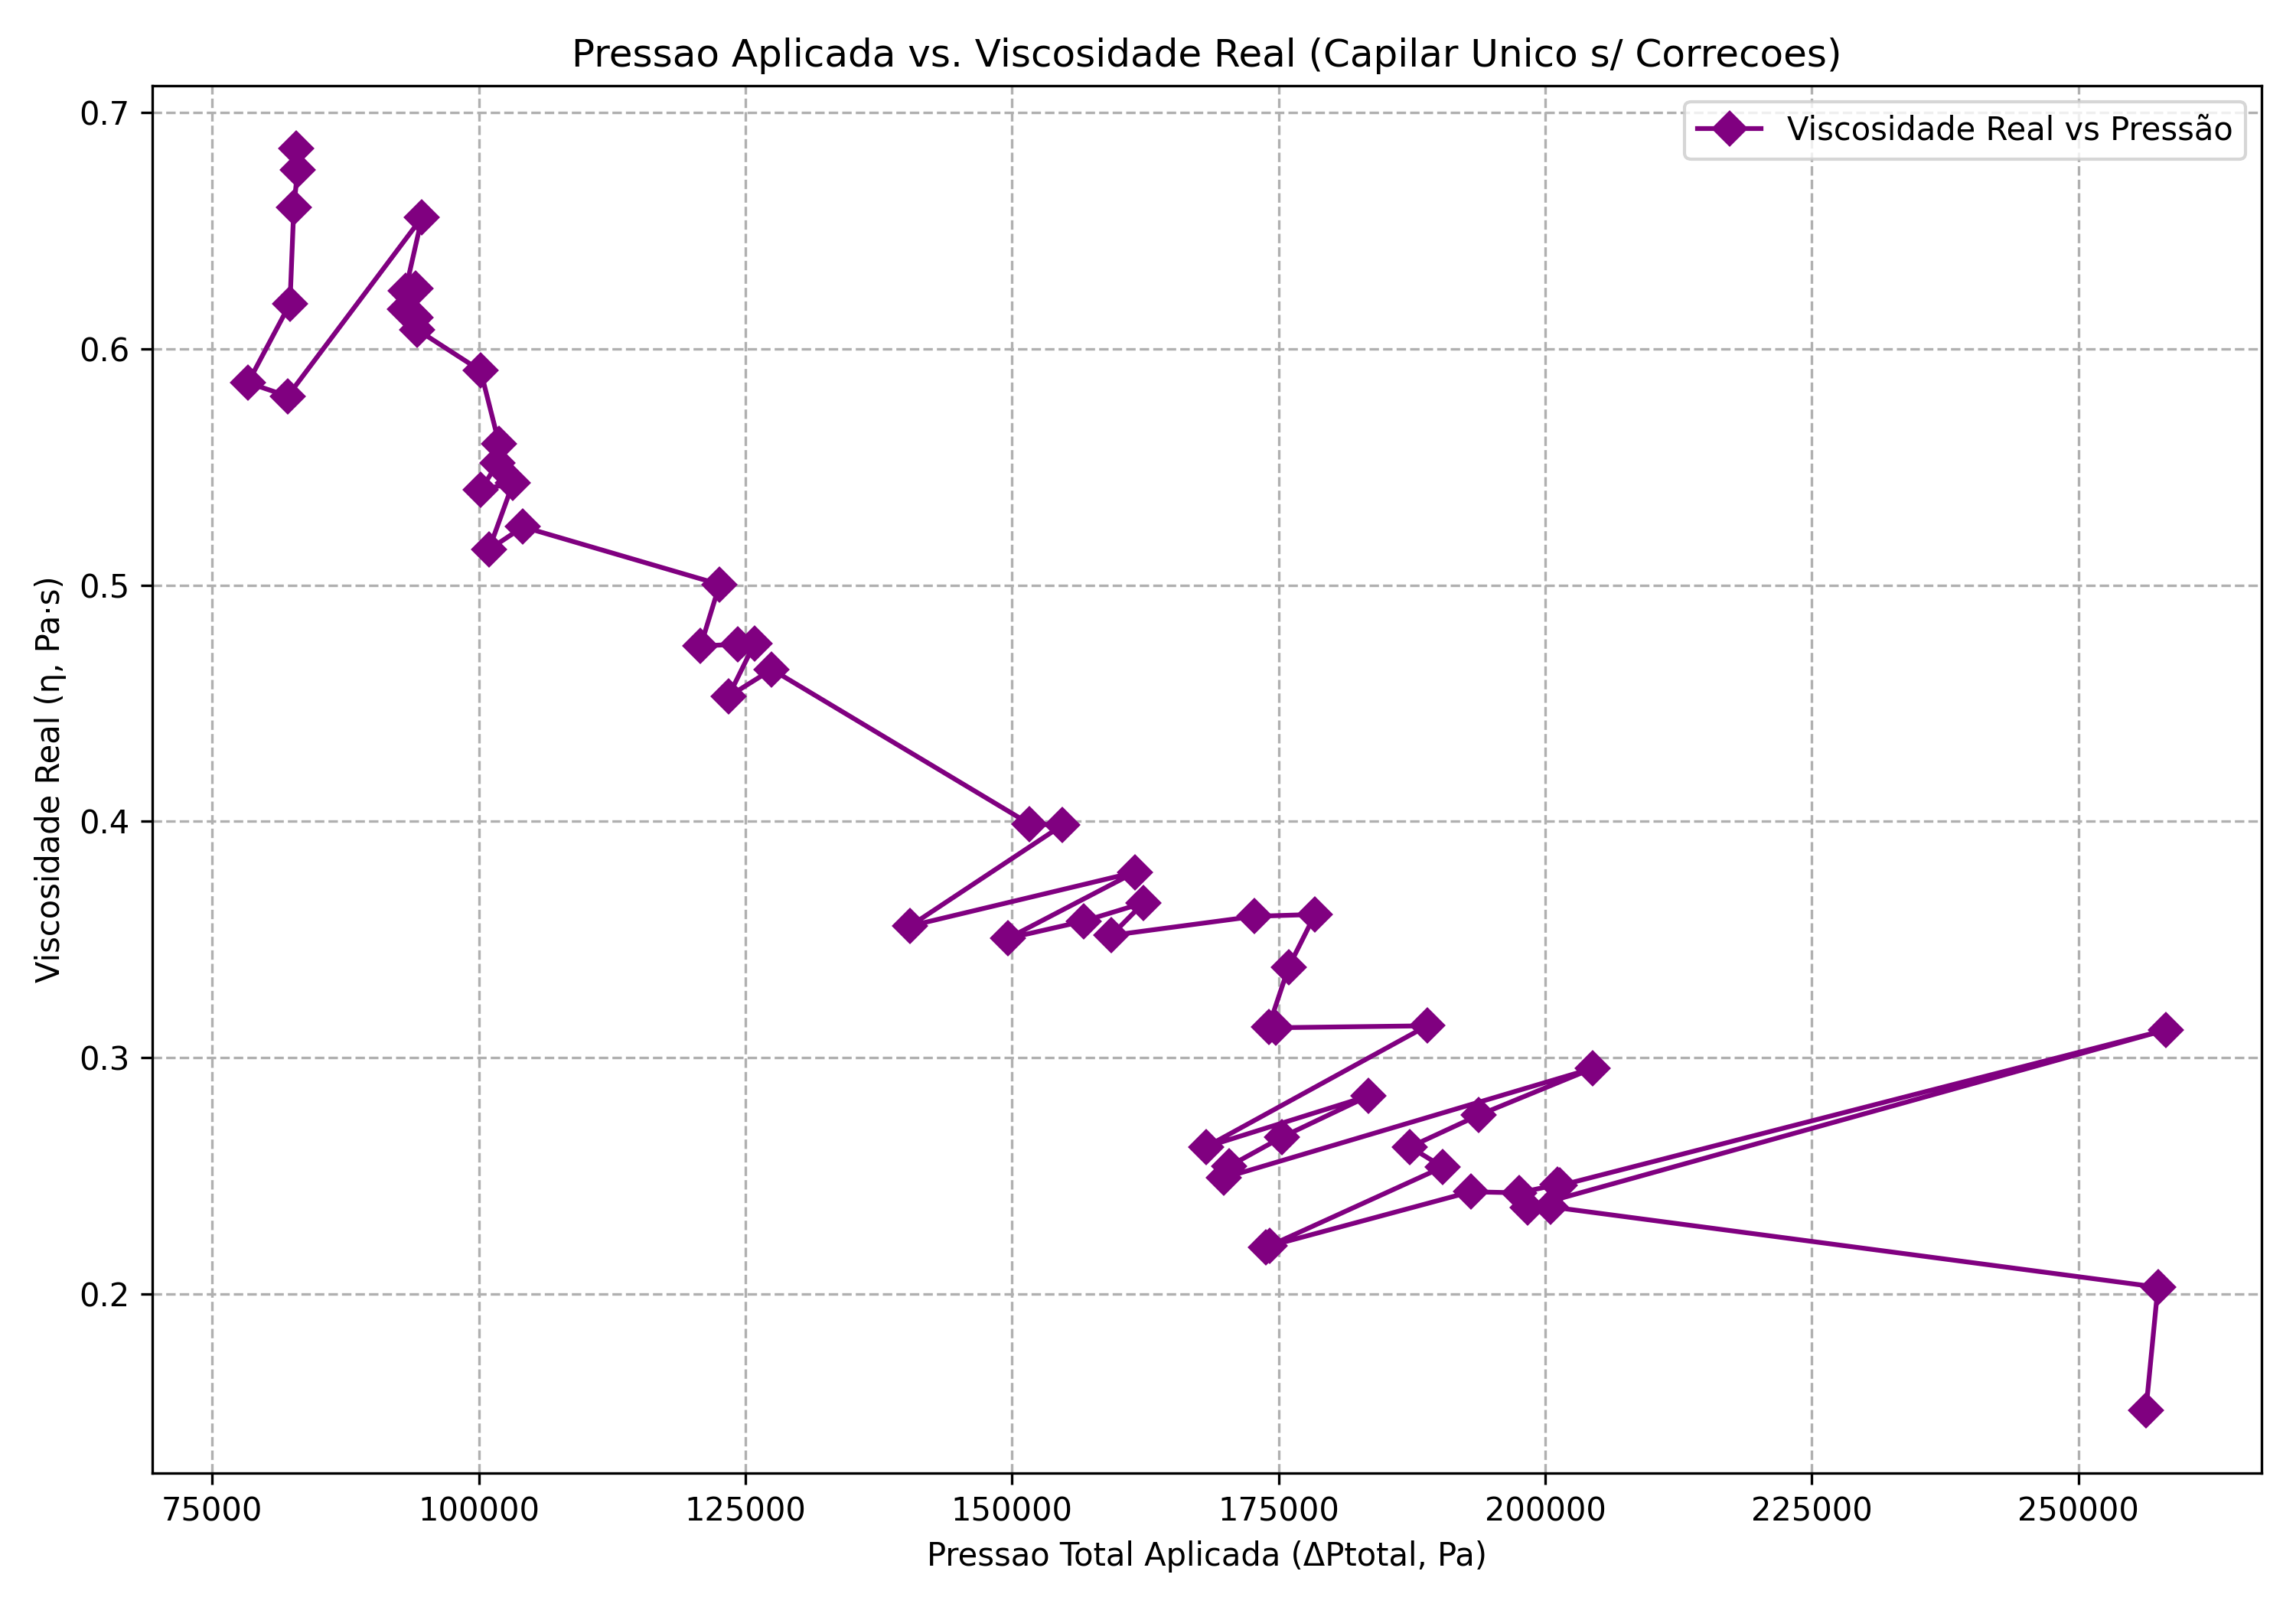 Pressao Aplicada vs. Viscosidade Real (Capilar Unico s/ Correcoes)
Viscosidade Real vs Pressão
0.7
0.6
0.5
0.4
0.3
0.2
Viscosidade Real (η, Pa·s)
75000 100000 125000 150000 175000 200000 225000 250000
Pressao Total Aplicada (ΔPtotal, Pa)